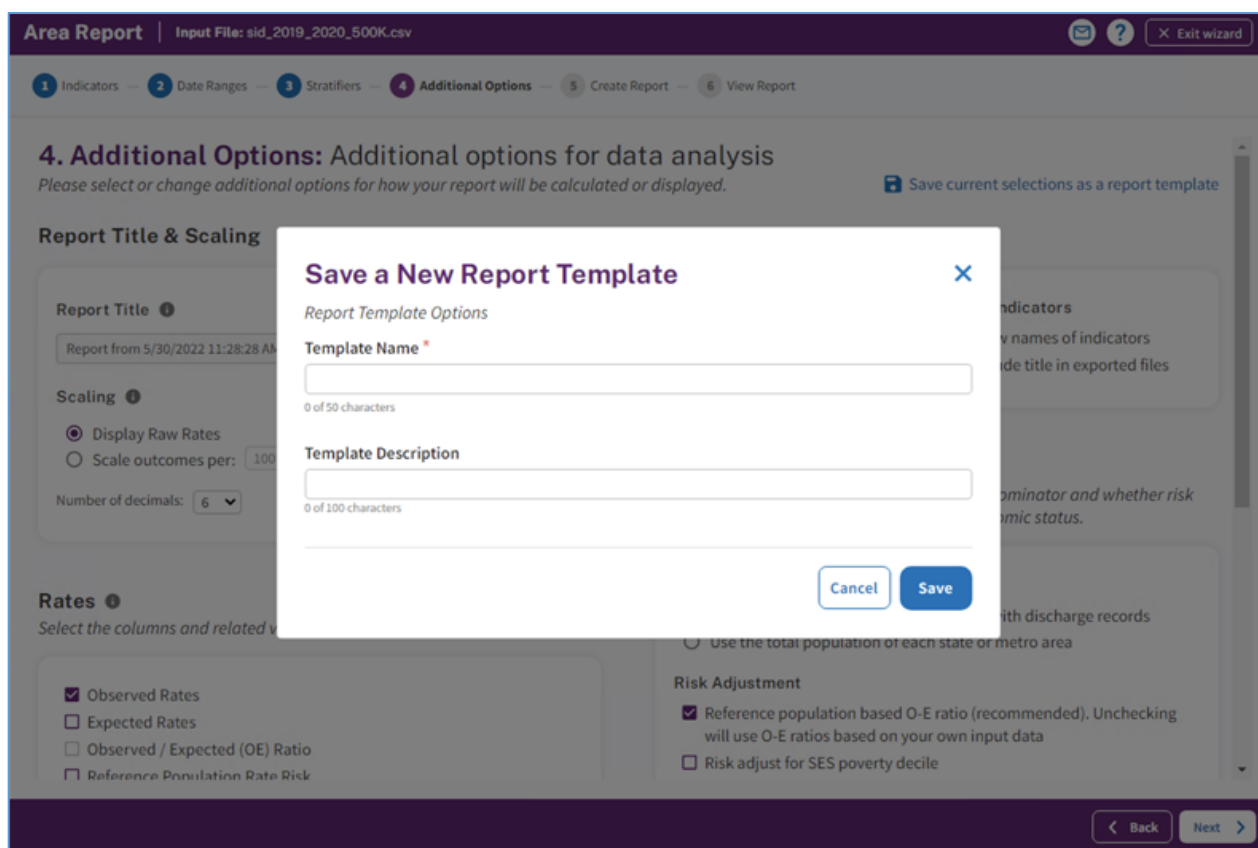 Area Report | Input File: sid_2019_2020_500K.csv
? × Exit wizard
1 Indicators — 2 Date Ranges — 3 Stratifiers — 4 Additional Options — 5 Create Report — 6 View Report
4. Additional Options: Additional options for data analysis
Please select or change additional options for how your report will be calculated or displayed.
Save current selections as a report template
Report Title & Scaling
Report Title
Report from 5/30/2022 11:28:28 AM
Scaling
Display Raw Rates
Scale outcomes per: 100
Number of decimals: 6
names of indicators
title in exported files
Save a New Report Template
Report Template Options
Template Name *
0 of 50 characters
Template Description
0 of 100 characters
Cancel
Save
and whether risk
status.
Rates
Select the columns and related
Observed Rates
Expected Rates
Observed / Expected (OE) Ratio
Reference Population Rate Risk
with discharge records
Use the total population of each state or metro area
Risk Adjustment
Reference population based O-E ratio (recommended). Unchecking
will use O-E ratios based on your own input data
Risk adjust for SES poverty decile
Back
Next